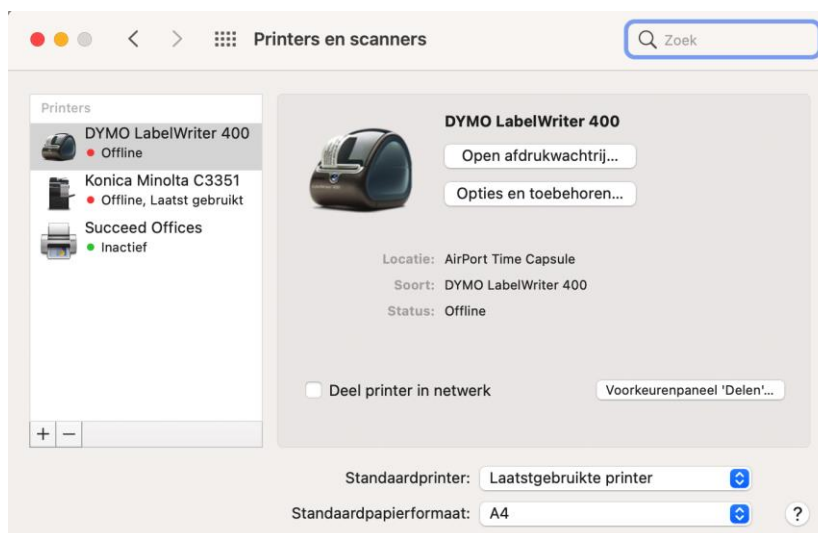 Printers en scanners
Zoek
Printers
DYMO LabelWriter 400
Offline
Konica Minolta C3351
Offline, Laatst gebruikt
Succeed Offices
Inactief
+ −
DYMO LabelWriter 400
Open afdrukwachtrij...
Opties en toebehoren...
Locatie: AirPort Time Capsule
Soort: DYMO LabelWriter 400
Status: Offline
Deel printer in netwerk
Voorkeurenpaneel 'Delen'...
Standaardprinter: Laatstgebruikte printer
Standaardpapierformaat: A4
?